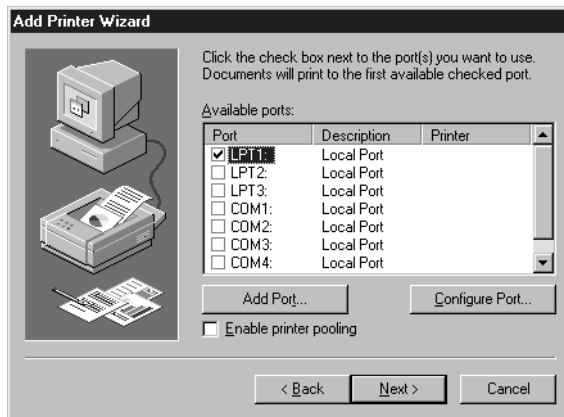 Add Printer Wizard
Click the check box next to the port(s) you want to use.
Documents will print to the first available checked port.
Available ports:
Port Description Printer
LPT1: Local Port
LPT2: Local Port
LPT3: Local Port
COM1: Local Port
COM2: Local Port
COM3: Local Port
COM4: Local Port
Add Port... Configure Port...
Enable printer pooling
< Back Next > Cancel